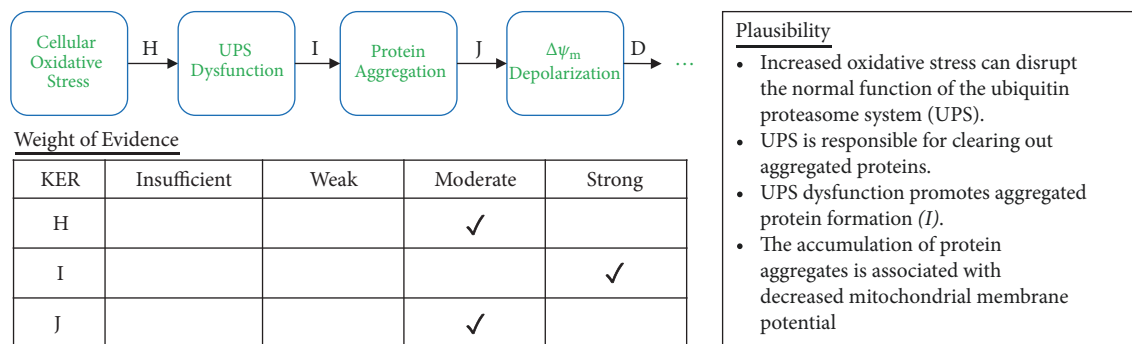 Cellular
Oxidative
Stress
H
UPS
Dysfunction
I
Protein
Aggregation
J
Δψm
Depolarization
D
...
Weight of Evidence
KER Insufficient Weak Moderate Strong
H ✓
I ✓
J ✓
Plausibility
• Increased oxidative stress can disrupt
the normal function of the ubiquitin
proteasome system (UPS).
• UPS is responsible for clearing out
aggregated proteins.
• UPS dysfunction promotes aggregated
protein formation (I).
• The accumulation of protein
aggregates is associated with
decreased mitochondrial membrane
potential